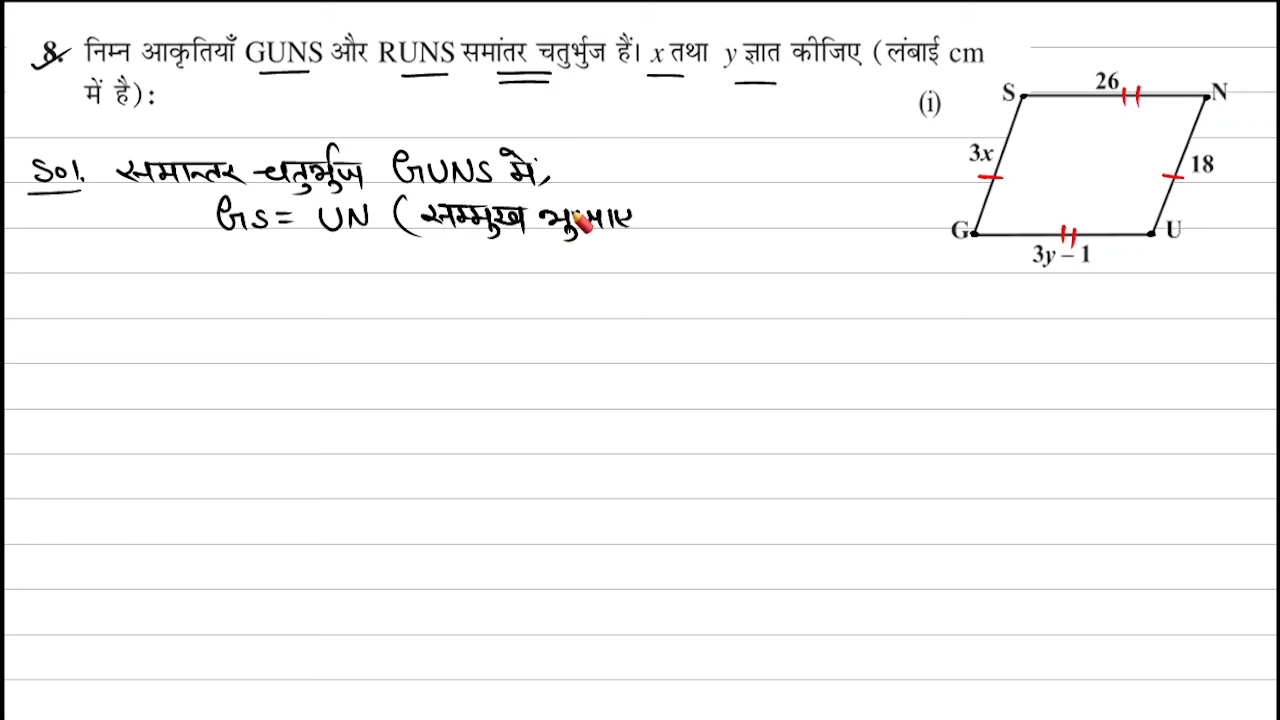 8. निम्न आकृतियाँ GUNS और RUNS समांतर चतुर्भुज हैं। x तथा y ज्ञात कीजिए (लंबाई cm
में है):
(i)
S 26 N
3x 18
G U
3y – 1
Sol. समान्तर चतुर्भुज GUNS में,
GS = UN (सम्मुख